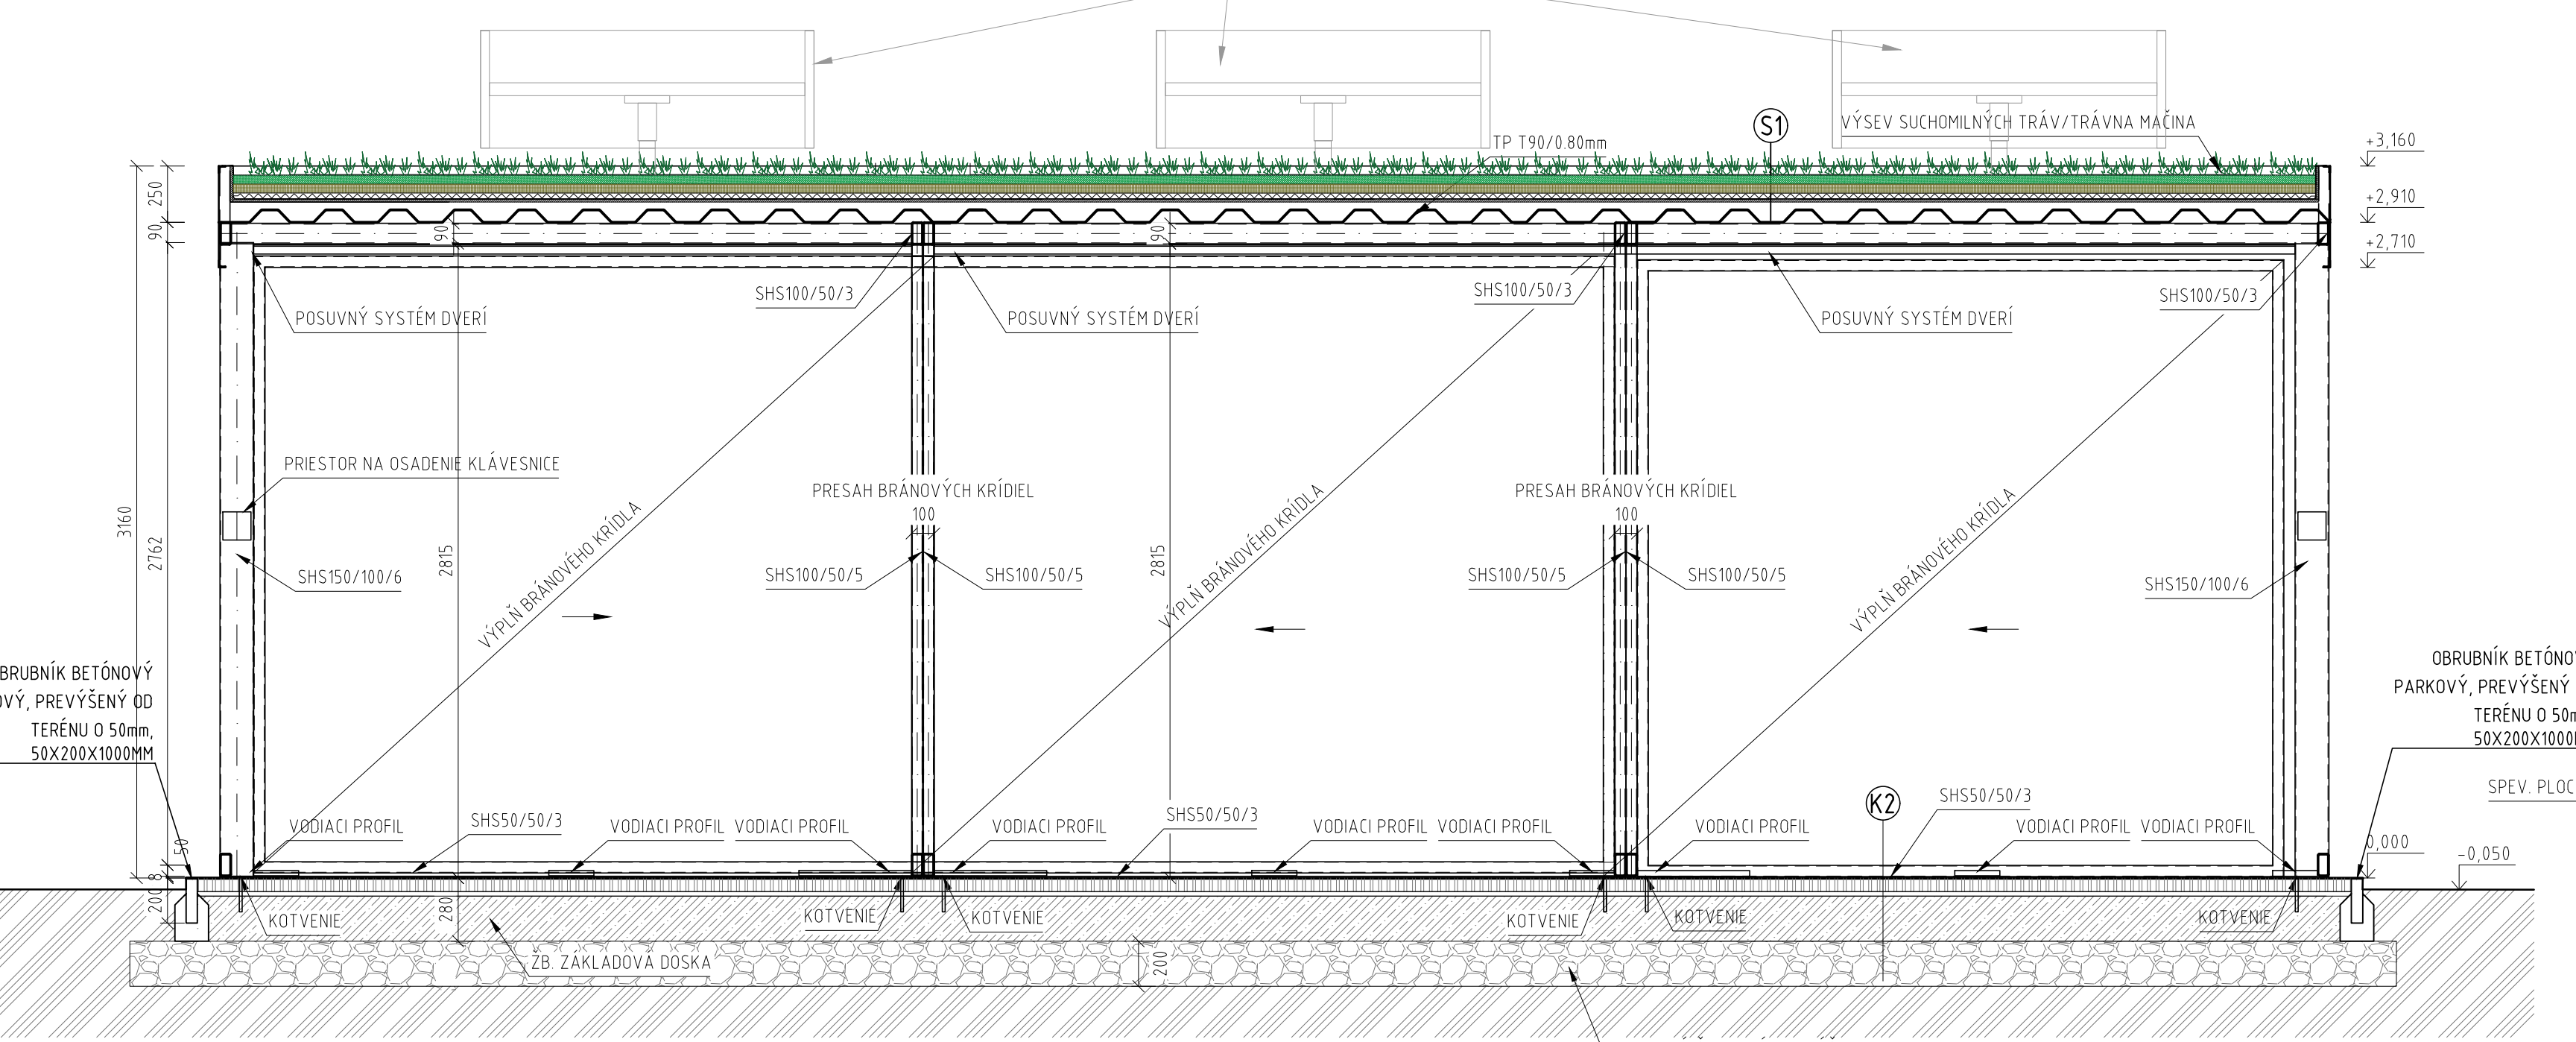 S1
VÝSEV SUCHOMILNÝCH TRÁV/TRÁVNA MAČINA
TP T90/0.80mm
+3,160
250
+2,910
90
90
90
+2,710
SHS100/50/3
SHS100/50/3
SHS100/50/3
POSUVNÝ SYSTÉM DVERÍ
POSUVNÝ SYSTÉM DVERÍ
POSUVNÝ SYSTÉM DVERÍ
PRIESTOR NA OSADENIE KLÁVESNICE
PRESAH BRÁNOVÝCH KRÍDIEL
100
PRESAH BRÁNOVÝCH KRÍDIEL
100
3160
2762
2815
2815
VÝPLŇ BRÁNOVÉHO KRÍDLA
VÝPLŇ BRÁNOVÉHO KRÍDLA
VÝPLŇ BRÁNOVÉHO KRÍDLA
SHS150/100/6
SHS100/50/5
SHS100/50/5
SHS100/50/5
SHS100/50/5
SHS150/100/6
BRUBNÍK BETÓNOVÝ
OVÝ, PREVÝŠENÝ OD
TERÉNU O 50mm,
50X200X1000MM
OBRUBNÍK BETÓNO
PARKOVÝ, PREVÝŠENÝ
TERÉNU O 50
50X200X1000
SPEV. PLOC
K2
SHS50/50/3
SHS50/50/3
SHS50/50/3
VODIACI PROFIL
VODIACI PROFIL
VODIACI PROFIL
VODIACI PROFIL
VODIACI PROFIL
VODIACI PROFIL
VODIACI PROFIL
VODIACI PROFIL
VODIACI PROFIL
50
0,000
-0,050
8
200
280
KOTVENIE
KOTVENIE
KOTVENIE
KOTVENIE
KOTVENIE
KOTVENIE
ŽB. ZÁKLADOVÁ DOSKA
200